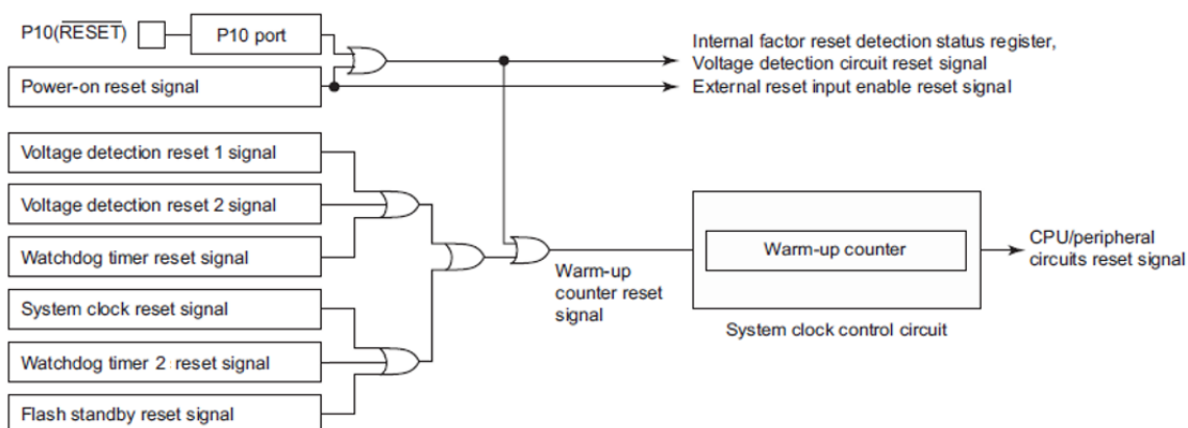 P10(RESET)
P10 port
Internal factor reset detection status register,
Voltage detection circuit reset signal
Power-on reset signal
External reset input enable reset signal
Voltage detection reset 1 signal
Voltage detection reset 2 signal
Watchdog timer reset signal
System clock reset signal
Watchdog timer 2 reset signal
Flash standby reset signal
Warm-up
counter reset
signal
Warm-up counter
System clock control circuit
CPU/peripheral
circuits reset signal